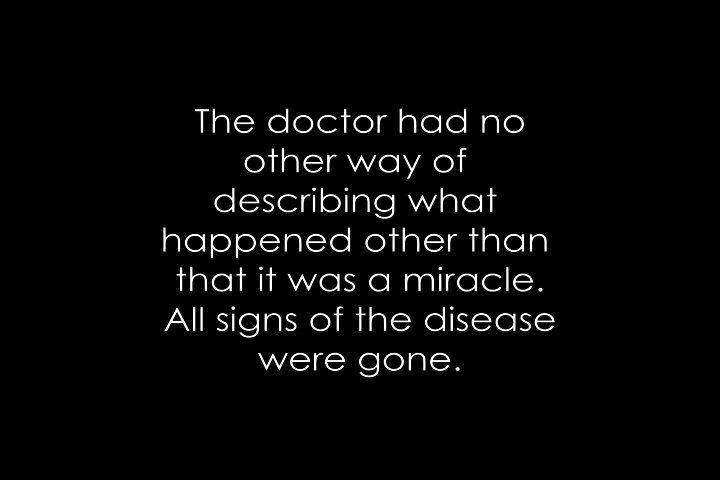 The doctor had no
other way of
describing what
happened other than
that it was a miracle.
All signs of the disease
were gone.